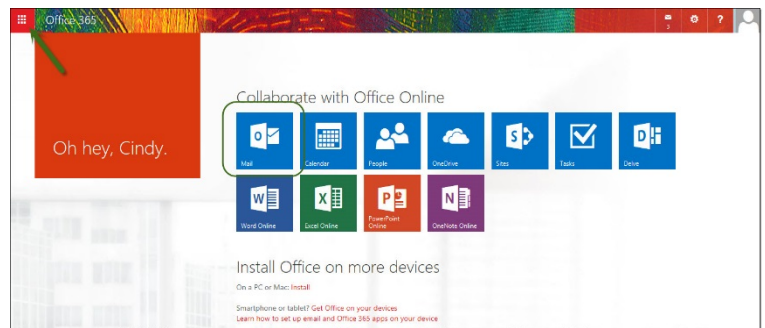 Office 365
3
?
Oh hey, Cindy.
Collaborate with Office Online
Mail
Calendar
People
OneDrive
Sites
Tasks
Delve
Word Online
Excel Online
PowerPoint
Online
OneNote Online
Install Office on more devices
On a PC or Mac: Install
Smartphone or tablet? Get Office on your devices
Learn how to set up email and Office 365 apps on your device